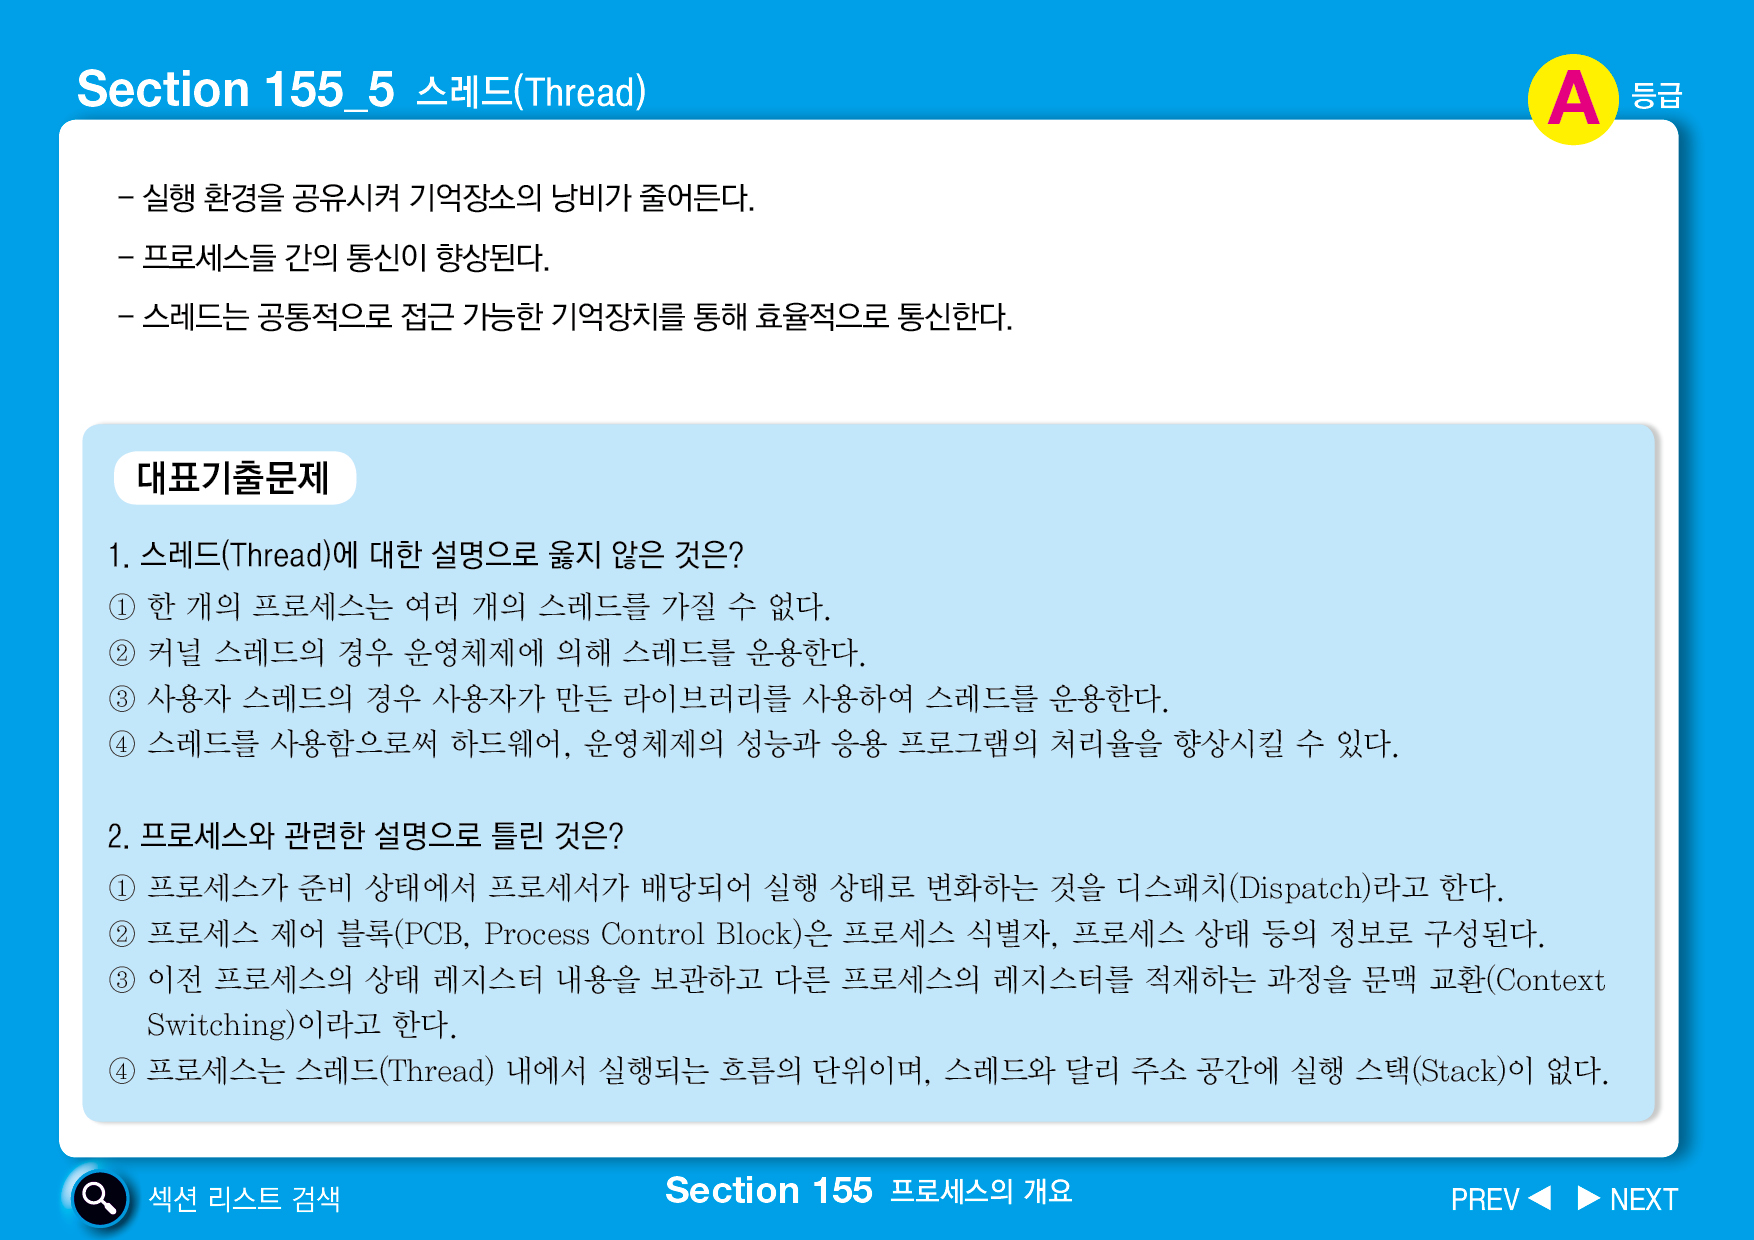 Section 155_5 스레드(Thread)
A 등급
- 실행 환경을 공유시켜 기억장소의 낭비가 줄어든다.
- 프로세스들 간의 통신이 향상된다.
- 스레드는 공통적으로 접근 가능한 기억장치를 통해 효율적으로 통신한다.
대표기출문제
1. 스레드(Thread)에 대한 설명으로 옳지 않은 것은?
① 한 개의 프로세스는 여러 개의 스레드를 가질 수 없다.
② 커널 스레드의 경우 운영체제에 의해 스레드를 운용한다.
③ 사용자 스레드의 경우 사용자가 만든 라이브러리를 사용하여 스레드를 운용한다.
④ 스레드를 사용함으로써 하드웨어, 운영체제의 성능과 응용 프로그램의 처리율을 향상시킬 수 있다.
2. 프로세스와 관련한 설명으로 틀린 것은?
① 프로세스가 준비 상태에서 프로세서가 배당되어 실행 상태로 변화하는 것을 디스패치(Dispatch)라고 한다.
② 프로세스 제어 블록(PCB, Process Control Block)은 프로세스 식별자, 프로세스 상태 등의 정보로 구성된다.
③ 이전 프로세스의 상태 레지스터 내용을 보관하고 다른 프로세스의 레지스터를 적재하는 과정을 문맥 교환(Context
Switching)이라고 한다.
④ 프로세스는 스레드(Thread) 내에서 실행되는 흐름의 단위이며, 스레드와 달리 주소 공간에 실행 스택(Stack)이 없다.
섹션 리스트 검색
Section 155 프로세스의 개요
PREV ◀ ▶ NEXT